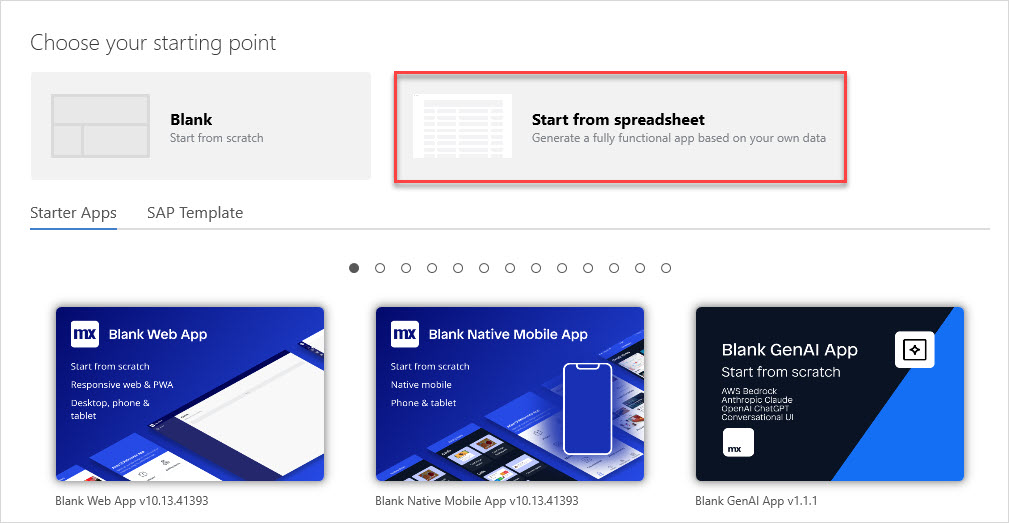 Choose your starting point
Blank
Start from scratch
Start from spreadsheet
Generate a fully functional app based on your own data
Starter Apps
SAP Template
mx
Blank Web App
Start from scratch
Responsive web & PWA
Desktop, phone &
tablet
mx
Blank Native Mobile App
Start from scratch
Native mobile
Phone & tablet
Blank GenAI App
Start from scratch
AWS Bedrock
Anthropic Claude
OpenAI ChatGPT
Conversational UI
mx
Blank Web App v10.13.41393
Blank Native Mobile App v10.13.41393
Blank GenAI App v1.1.1